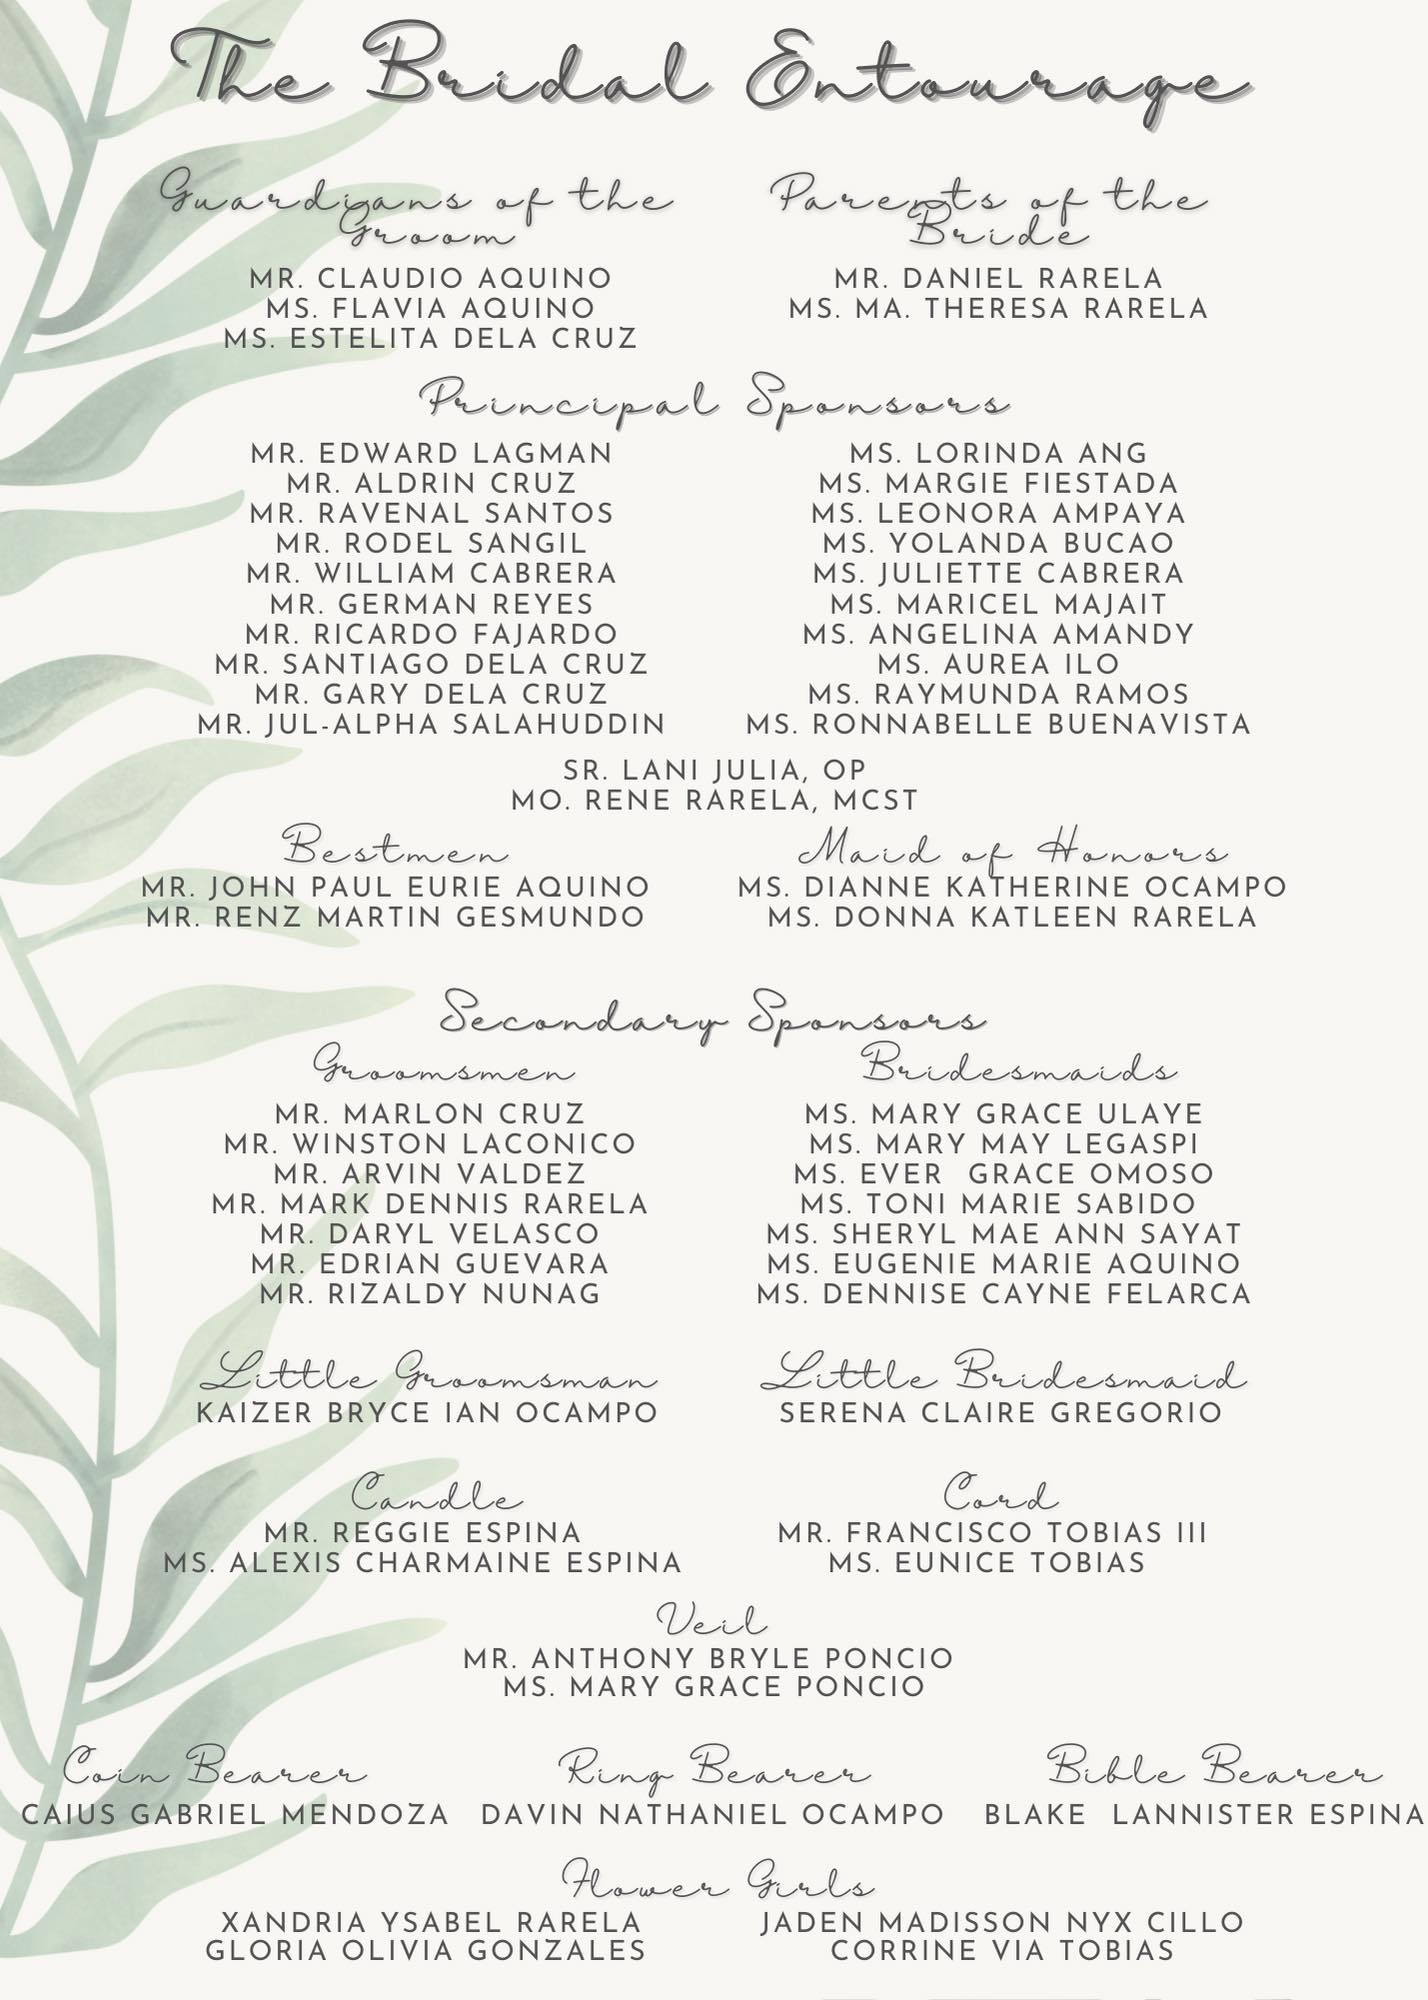 The Bridal Entourage
Guardians of the
Groom
MR. CLAUDIO AQUINO
MS. FLAVIA AQUINO
MS. ESTELITA DELA CRUZ
Parents of the
Bride
MR. DANIEL RARELA
MS. MA. THERESA RARELA
Principal Sponsors
MR. EDWARD LAGMAN
MR. ALDRIN CRUZ
MR. RAVENAL SANTOS
MR. RODEL SANGIL
MR. WILLIAM CABRERA
MR. GERMAN REYES
MR. RICARDO FAJARDO
MR. SANTIAGO DELA CRUZ
MR. GARY DELA CRUZ
MR. JUL-ALPHA SALAHUDDIN
MS. LORINDA ANG
MS. MARGIE FIESTADA
MS. LEONORA AMPAYA
MS. YOLANDA BUCAO
MS. JULIETTE CABRERA
MS. MARICEL MAJAIT
MS. ANGELINA AMANDY
MS. AUREA ILO
MS. RAYMUNDA RAMOS
MS. RONNABELLE BUENAVISTA
SR. LANI JULIA, OP
MO. RENE RARELA, MCST
Bestmen
MR. JOHN PAUL EURIE AQUINO
MR. RENZ MARTIN GESMUNDO
Maid of Honors
MS. DIANNE KATHERINE OCAMPO
MS. DONNA KATLEEN RARELA
Secondary Sponsors
Groomsmen
MR. MARLON CRUZ
MR. WINSTON LACONICO
MR. ARVIN VALDEZ
MR. MARK DENNIS RARELA
MR. DARYL VELASCO
MR. EDRIAN GUEVARA
MR. RIZALDY NUNAG
Bridesmaids
MS. MARY GRACE ULAYE
MS. MARY MAY LEGASPI
MS. EVER  GRACE OMOSO
MS. TONI MARIE SABIDO
MS. SHERYL MAE ANN SAYAT
MS. EUGENIE MARIE AQUINO
MS. DENNISE CAYNE FELARCA
Little Groomsman
KAIZER BRYCE IAN OCAMPO
Little Bridesmaid
SERENA CLAIRE GREGORIO
Candle
MR. REGGIE ESPINA
MS. ALEXIS CHARMAINE ESPINA
Cord
MR. FRANCISCO TOBIAS III
MS. EUNICE TOBIAS
Veil
MR. ANTHONY BRYLE PONCIO
MS. MARY GRACE PONCIO
Coin Bearer
CAIUS GABRIEL MENDOZA
Ring Bearer
DAVIN NATHANIEL OCAMPO
Bible Bearer
BLAKE  LANNISTER ESPINA
Flower Girls
XANDRIA YSABEL RARELA
GLORIA OLIVIA GONZALES
JADEN MADISSON NYX CILLO
CORRINE VIA TOBIAS